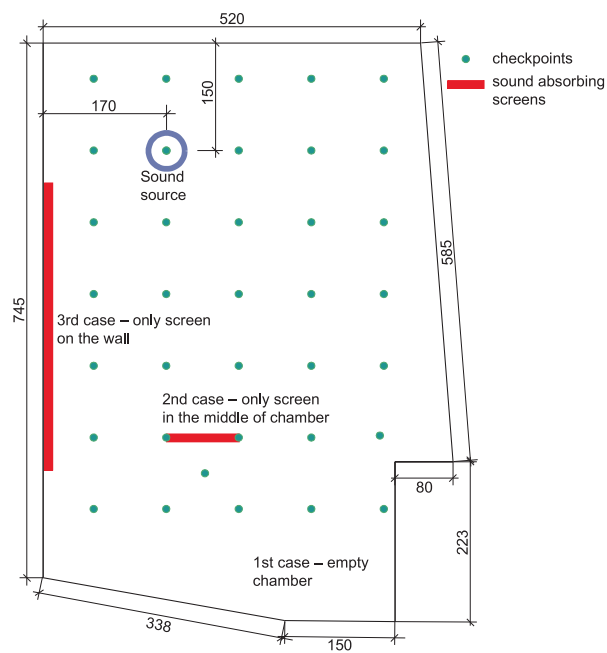 520
checkpoints
sound absorbing
screens
170
150
Sound
source
585
745
3rd case – only screen
on the wall
2nd case – only screen
in the middle of chamber
80
223
1st case – empty
chamber
338
150